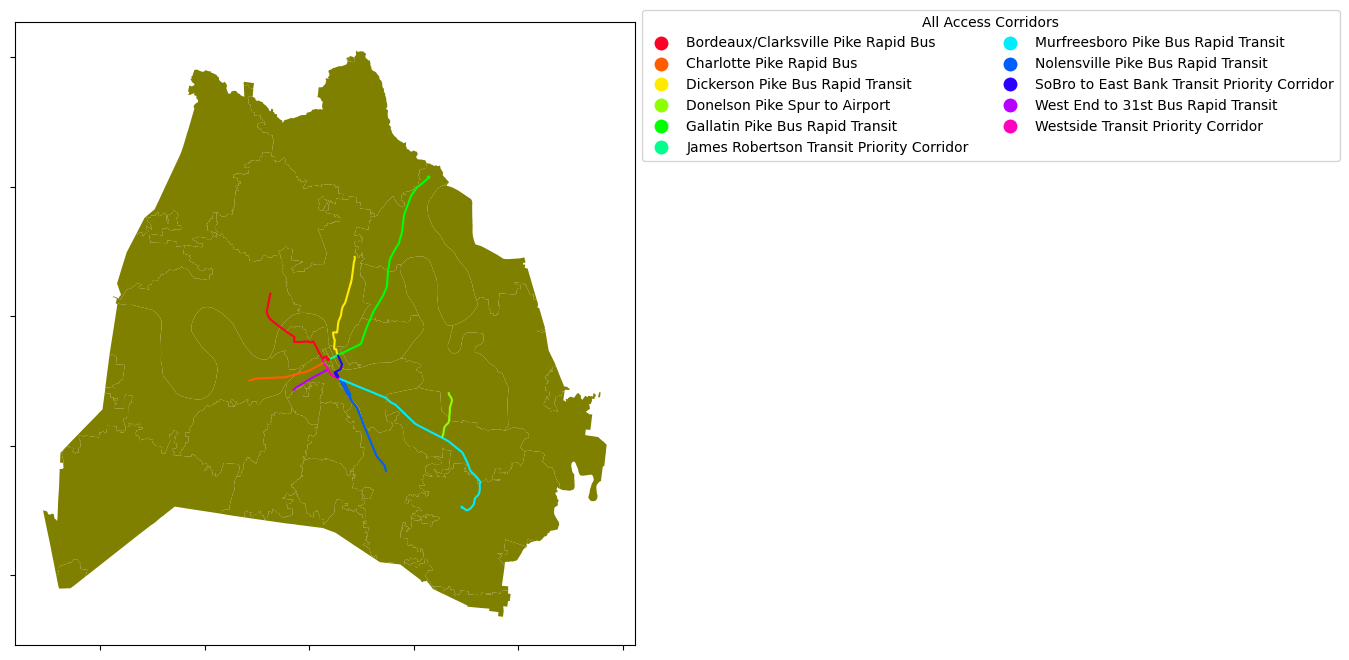 All Access Corridors
Bordeaux/Clarksville Pike Rapid Bus
Charlotte Pike Rapid Bus
Dickerson Pike Bus Rapid Transit
Donelson Pike Spur to Airport
Gallatin Pike Bus Rapid Transit
James Robertson Transit Priority Corridor
Murfreesboro Pike Bus Rapid Transit
Nolensville Pike Bus Rapid Transit
SoBro to East Bank Transit Priority Corridor
West End to 31st Bus Rapid Transit
Westside Transit Priority Corridor